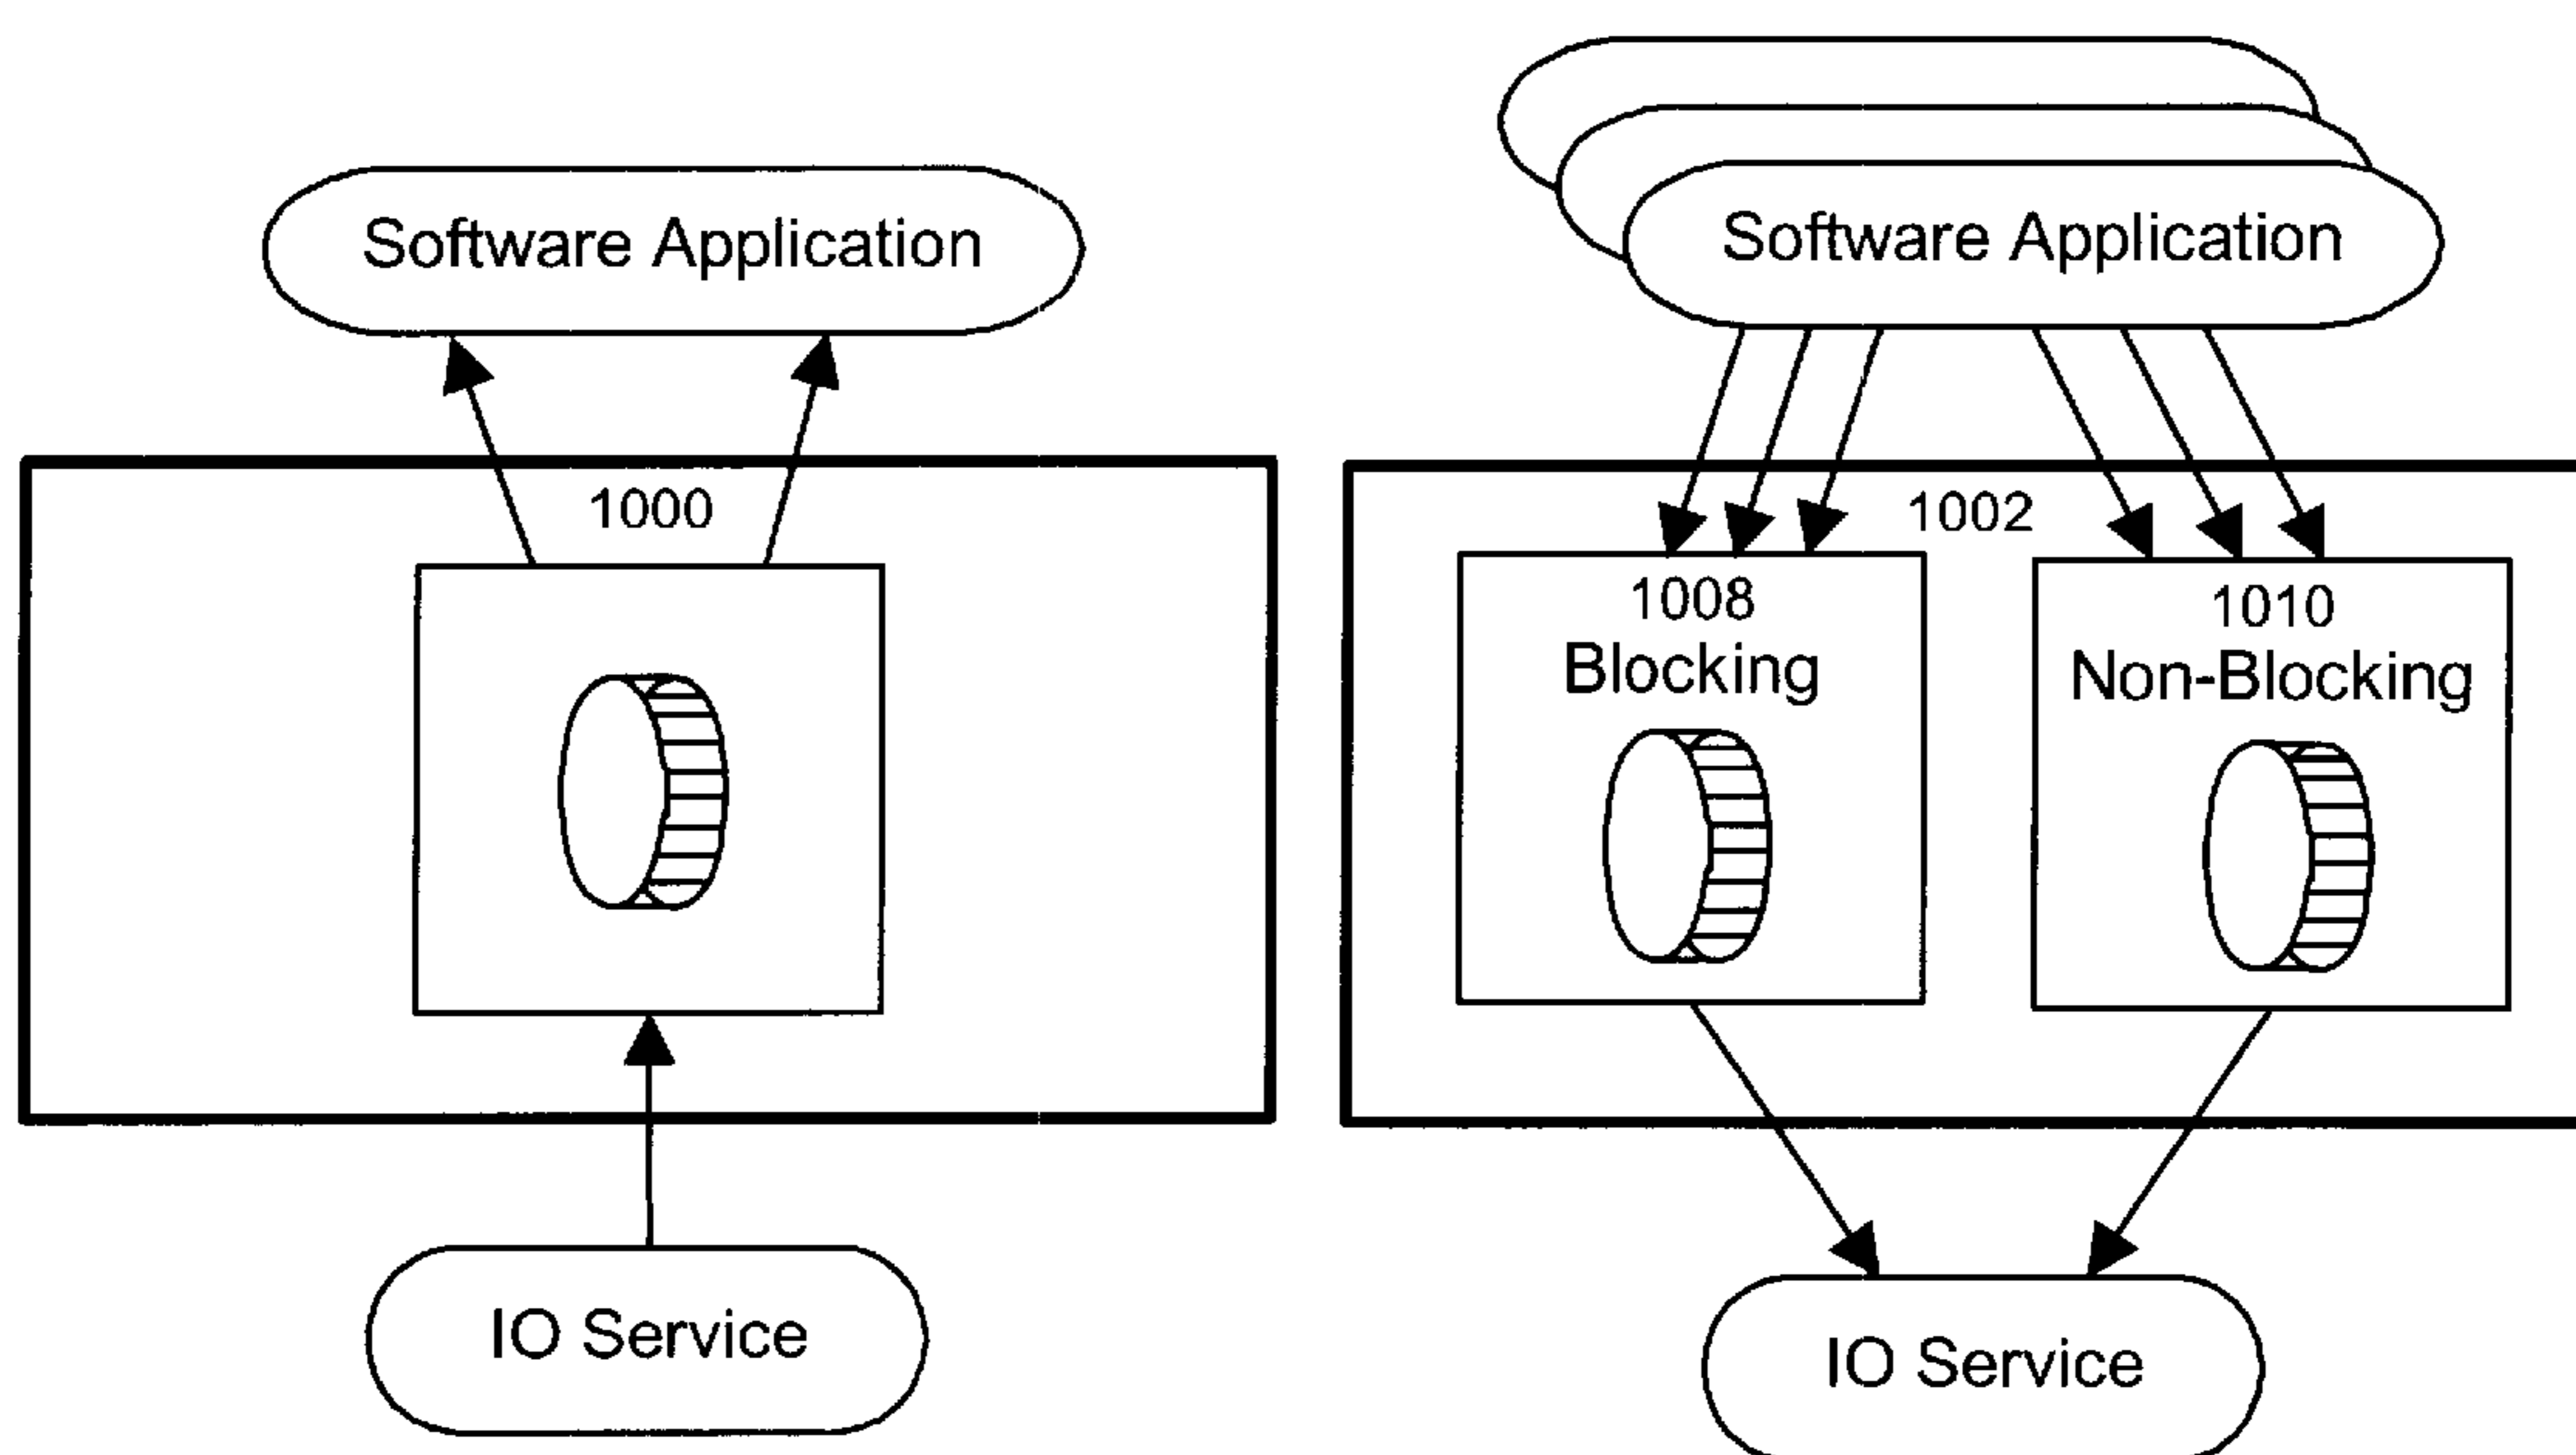 Software Application
1000
IO Service
Software Application
1002
1008
Blocking
1010
Non-Blocking
IO Service